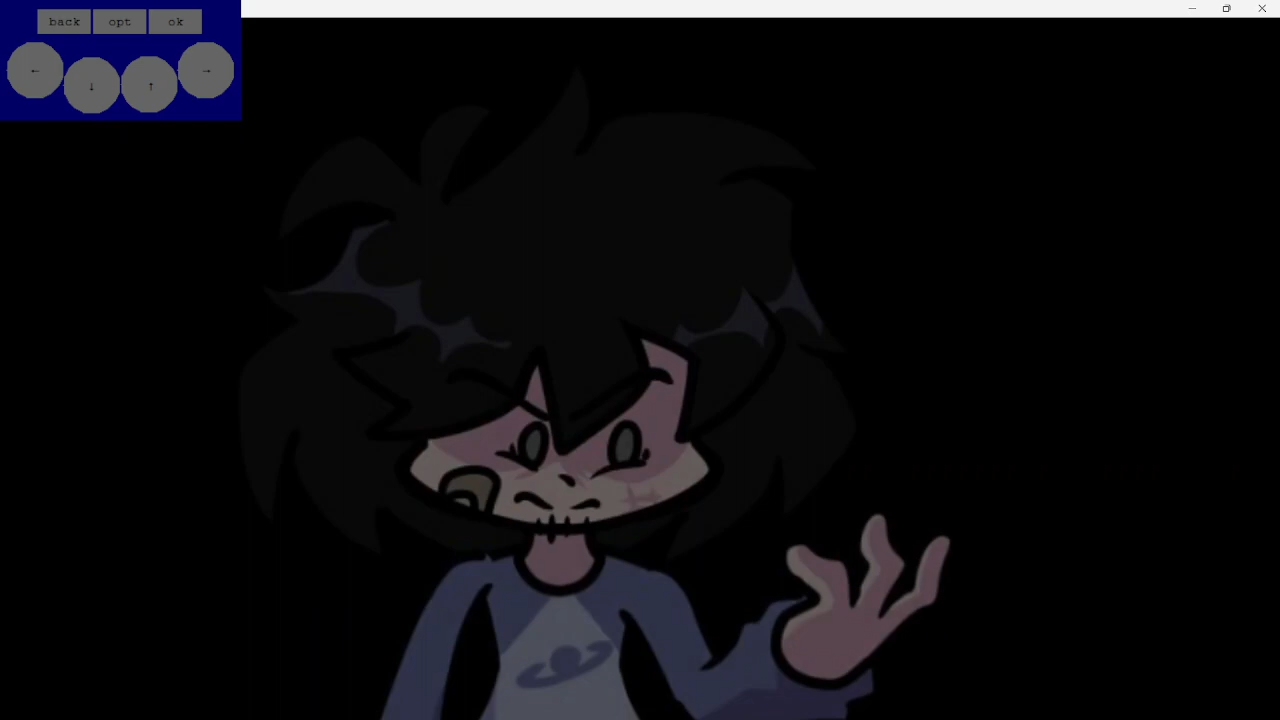 back opt ok
← ↓ ↑ →